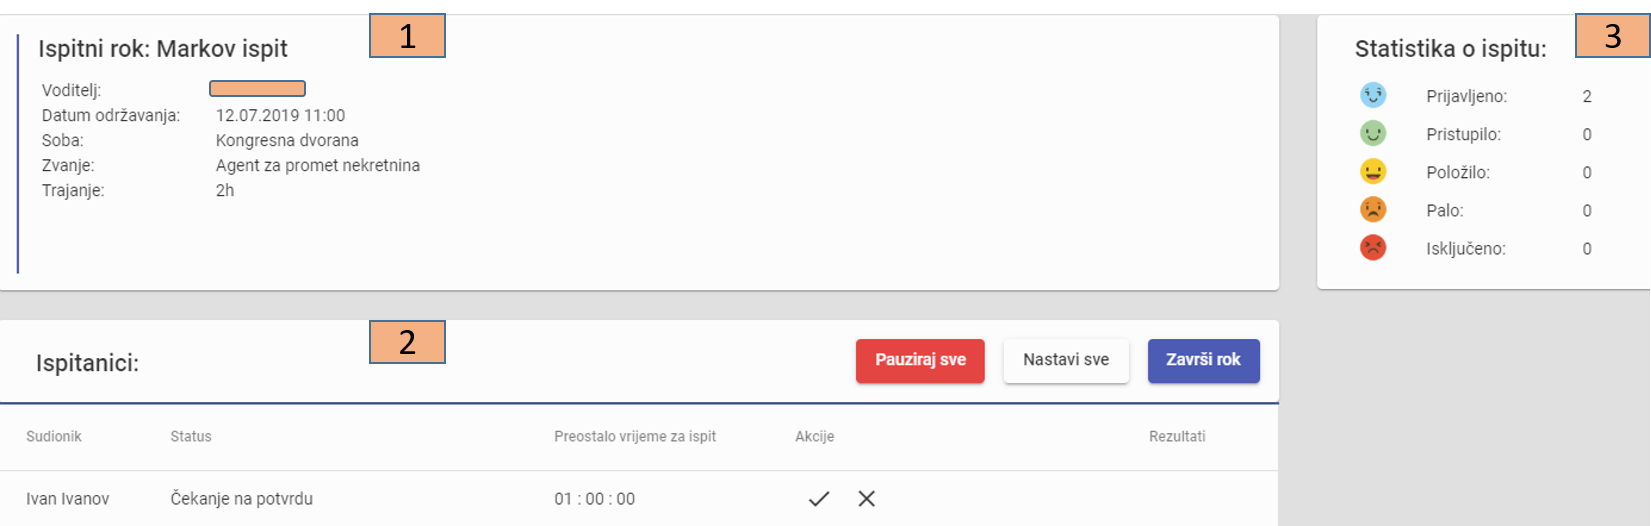 1
Ispitni rok: Markov ispit
Voditelj:
Datum održavanja: 12.07.2019 11:00
Soba: Kongresna dvorana
Zvanje: Agent za promet nekretnina
Trajanje: 2h
3
Statistika o ispitu:
Prijavljeno: 2
Pristupilo: 0
Položilo: 0
Palo: 0
Isključeno: 0
2
Ispitanici: Pauziraj sve Nastavi sve Završi rok
Sudionik Status Preostalo vrijeme za ispit Akcije Rezultati
Ivan Ivanov Čekanje na potvrdu 01 : 00 : 00